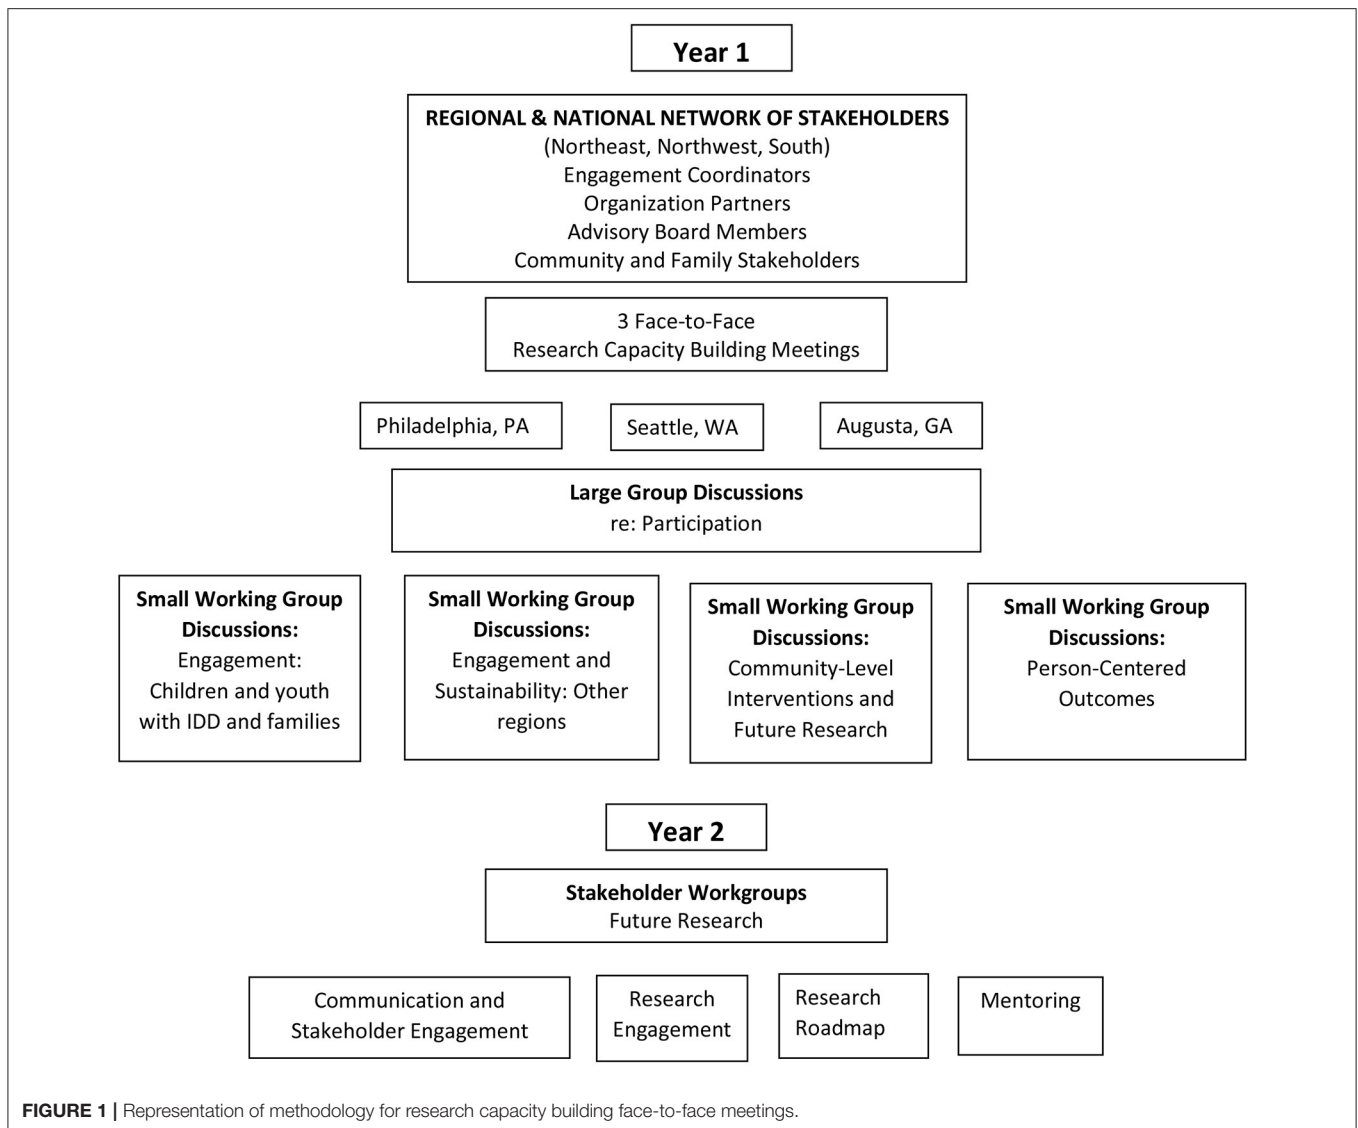 Year 1
REGIONAL & NATIONAL NETWORK OF STAKEHOLDERS
(Northeast, Northwest, South)
Engagement Coordinators
Organization Partners
Advisory Board Members
Community and Family Stakeholders
3 Face-to-Face
Research Capacity Building Meetings
Philadelphia, PA
Seattle, WA
Augusta, GA
Large Group Discussions
re: Participation
Small Working Group
Discussions:
Engagement:
Children and youth
with IDD and families
Small Working Group
Discussions:
Engagement and
Sustainability: Other
regions
Small Working Group
Discussions:
Community-Level
Interventions and
Future Research
Small Working Group
Discussions:
Person-Centered
Outcomes
Year 2
Stakeholder Workgroups
Future Research
Communication and
Stakeholder Engagement
Research
Engagement
Research
Roadmap
Mentoring
FIGURE 1 | Representation of methodology for research capacity building face-to-face meetings.